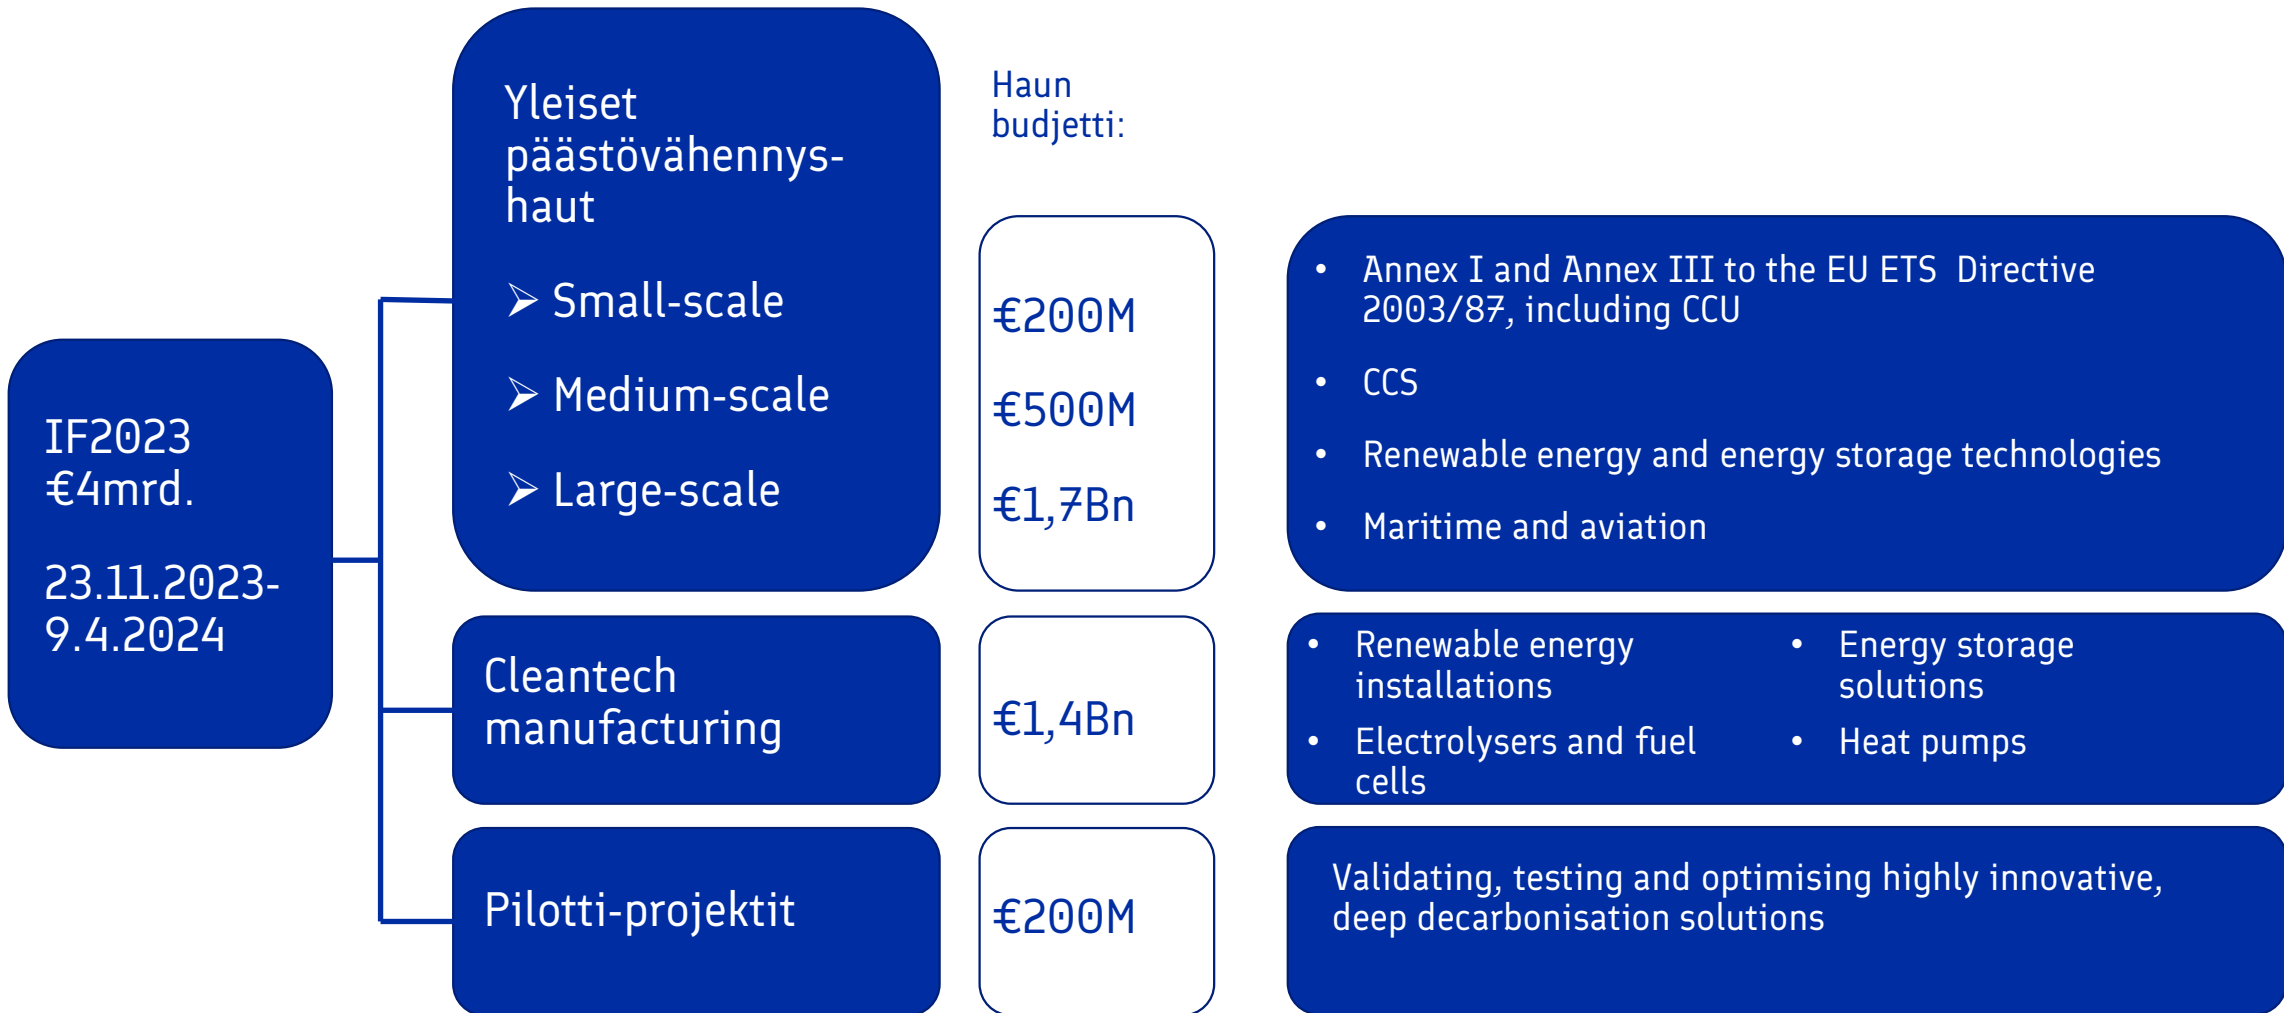 IF2023
€4mrd.
23.11.2023-
9.4.2024
Yleiset
päästövähennys-
haut
➢ Small-scale
➢ Medium-scale
➢ Large-scale
Haun
budjetti:
€200M
€500M
€1,7Bn
• Annex I and Annex III to the EU ETS Directive
2003/87, including CCU
• CCS
• Renewable energy and energy storage technologies
• Maritime and aviation
Cleantech
manufacturing
€1,4Bn
• Renewable energy
installations
• Electrolysers and fuel
cells
• Energy storage
solutions
• Heat pumps
Pilotti-projektit
€200M
Validating, testing and optimising highly innovative,
deep decarbonisation solutions